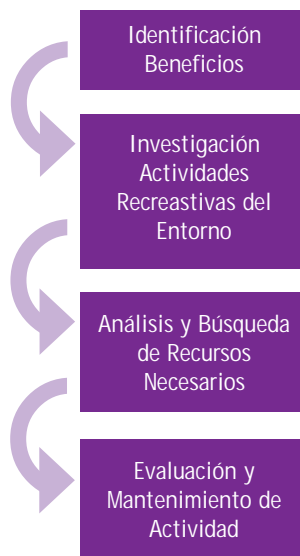 Identificación
Beneficios
Investigación
Actividades
Recreastivas del
Entorno
Análisis y Búsqueda
de Recursos
Necesarios
Evaluación y
Mantenimiento de
Actividad